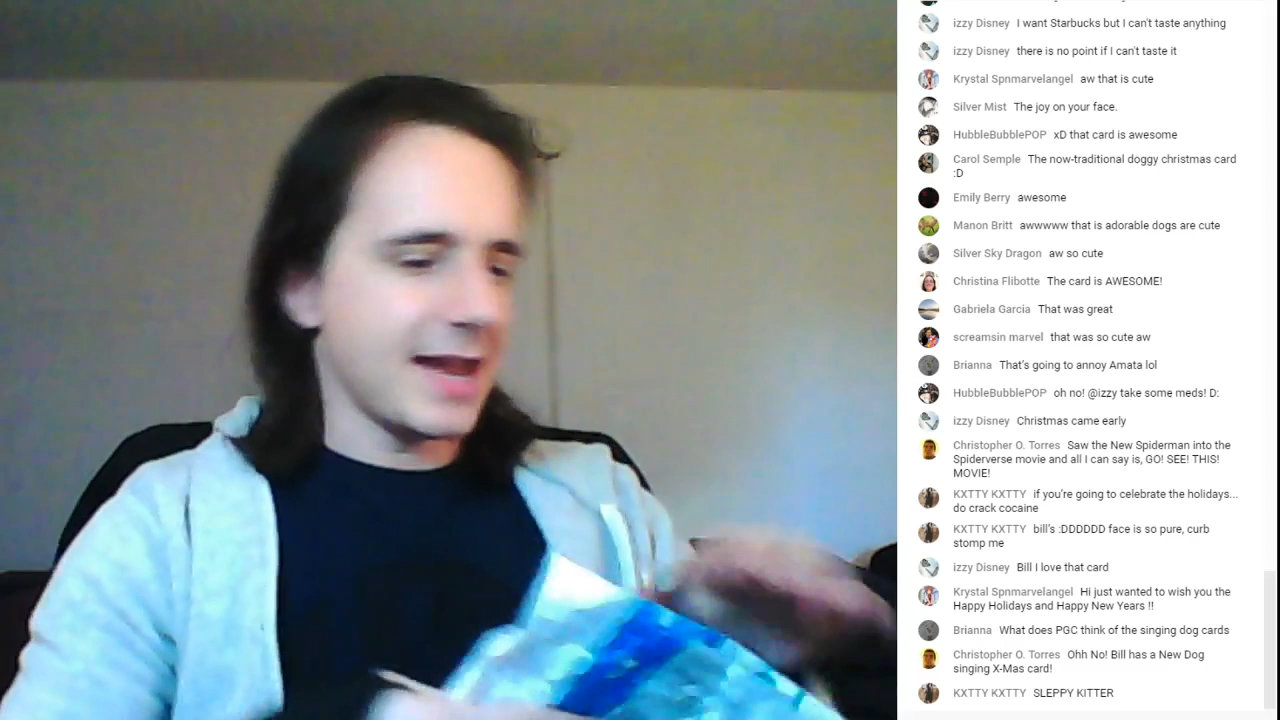 izzy Disney I want Starbucks but I can't taste anything
izzy Disney there is no point if I can't taste it
Krystal Spnmarvelangel aw that is cute
Silver Mist The joy on your face.
HubbleBubblePOP xD that card is awesome
Carol Semple The now-traditional doggy christmas card
:D
Emily Berry awesome
Manon Britt awwwww that is adorable dogs are cute
Silver Sky Dragon aw so cute
Christina Flibotte The card is AWESOME!
Gabriela Garcia That was great
screamsin marvel that was so cute aw
Brianna That's going to annoy Amata lol
HubbleBubblePOP oh no! @izzy take some meds! D:
izzy Disney Christmas came early
Christopher O. Torres Saw the New Spiderman into the
Spiderverse movie and all I can say is, GO! SEE! THIS!
MOVIE!
KXTTY KXTTY if you're going to celebrate the holidays...
do crack cocaine
KXTTY KXTTY bill's :DDDDDD face is so pure, curb
stomp me
izzy Disney Bill I love that card
Krystal Spnmarvelangel Hi just wanted to wish you the
Happy Holidays and Happy New Years !!
Brianna What does PGC think of the singing dog cards
Christopher O. Torres Ohh No! Bill has a New Dog
singing X-Mas card!
KXTTY KXTTY SLEPPY KITTER